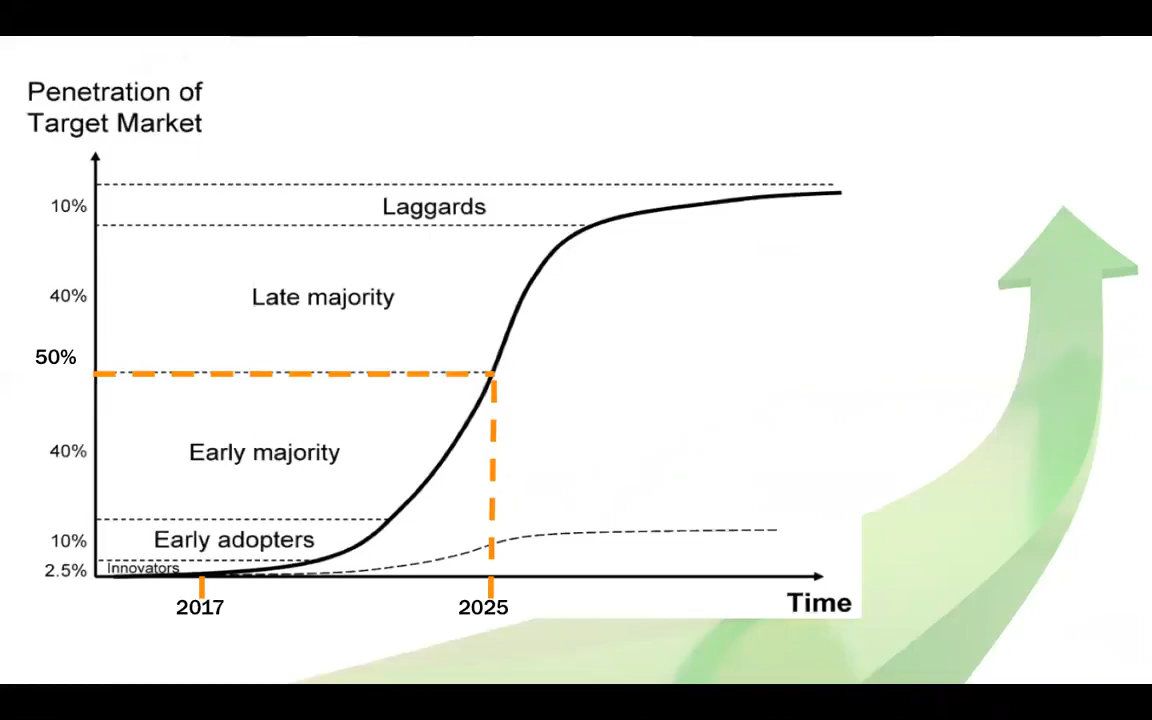 Penetration of
Target Market
10%
Laggards
40%
Late majority
50%
40%
Early majority
10%
Early adopters
2.5%
Innovators
2017
2025
Time